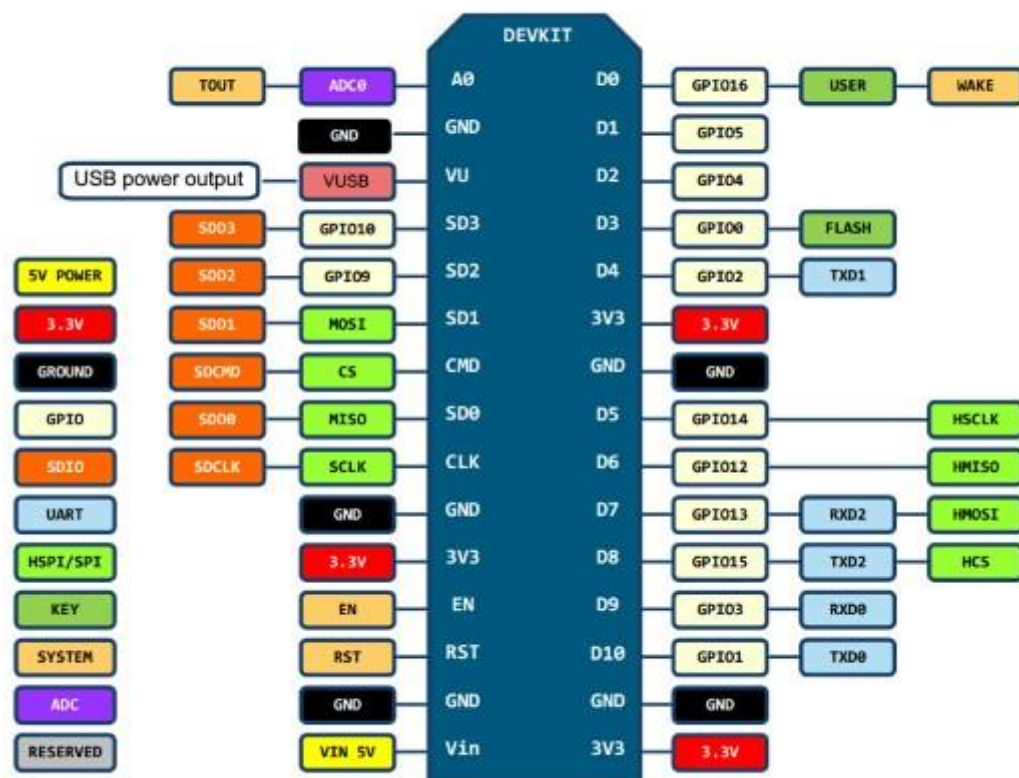 DEVKIT
TOUT ADC0 A0 D0 GPIO16 USER WAKE
GND GND D1 GPIO5
USB power output VUSB VU D2 GPIO4
SDD3 GPIO10 SD3 D3 GPIO0 FLASH
5V POWER SDD2 GPIO9 SD2 D4 GPIO2 TXD1
3.3V SDD1 MOSI SD1 3V3 3.3V
GROUND SDCMD CS CMD GND GND
GPIO SDD0 MISO SD0 D5 GPIO14 HSCLK
SDIO SDCLK SCLK CLK D6 GPIO12 HMISO
UART GND GND D7 GPIO13 RXD2 HMOSI
HSPI/SPI 3.3V 3V3 D8 GPIO15 TXD2 HCS
KEY EN EN D9 GPIO3 RXD0
SYSTEM RST RST D10 GPIO1 TXD0
ADC GND GND GND GND
RESERVED VIN 5V Vin 3V3 3.3V